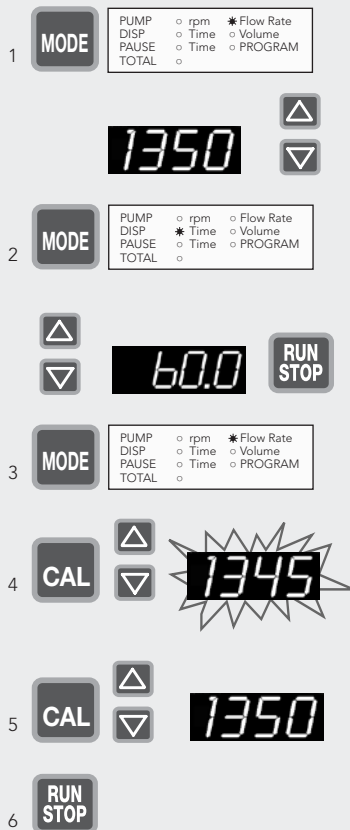 1 MODE
PUMP ○ rpm ✷ Flow Rate
DISP ○ Time ○ Volume
PAUSE ○ Time ○ PROGRAM
TOTAL ○
1350
2 MODE
PUMP ○ rpm ○ Flow Rate
DISP ✷ Time ○ Volume
PAUSE ○ Time ○ PROGRAM
TOTAL ○
60.0
RUN
STOP
3 MODE
PUMP ○ rpm ✷ Flow Rate
DISP ○ Time ○ Volume
PAUSE ○ Time ○ PROGRAM
TOTAL ○
4 CAL
1345
5 CAL
1350
6 RUN
STOP